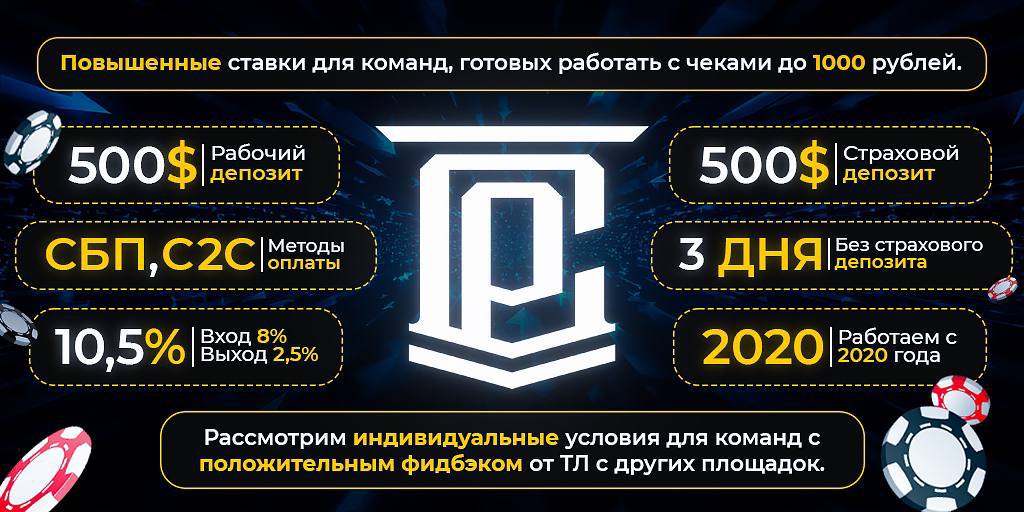 Повышенные ставки для команд, готовых работать с чеками до 1000 рублей.
500$ Рабочий
депозит
500$ Страховой
депозит
СБП,С2С Методы
оплаты
3 ДНЯ Без страхового
депозита
10,5% Вход 8%
Выход 2,5%
2020 Работаем с
2020 года
Рассмотрим индивидуальные условия для команд с
положительным фидбэком от ТЛ с других площадок.